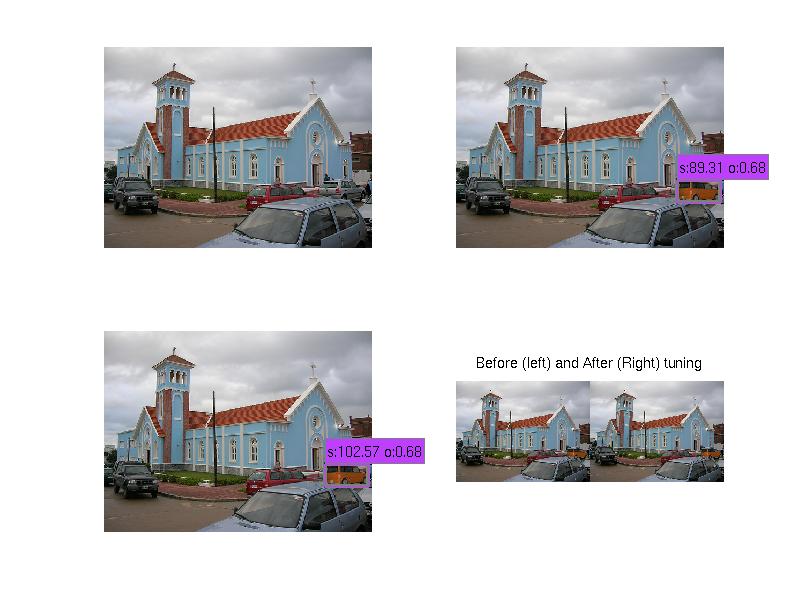 s:89.31 o:0.68
s:102.57 o:0.68
Before (left) and After (Right) tuning